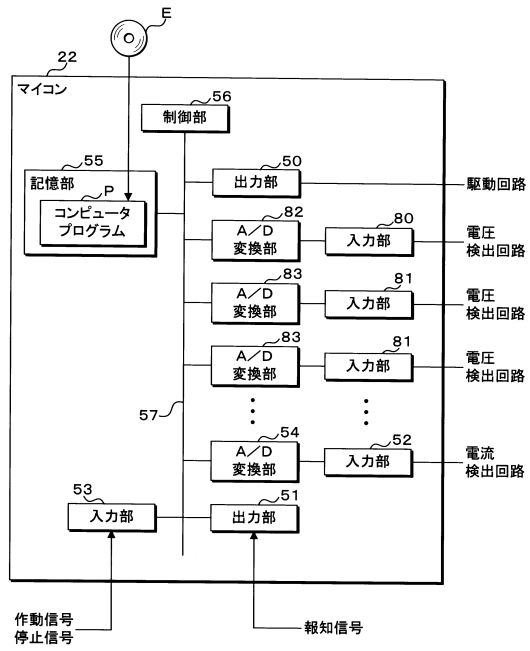 E
22
マイコン
56
制御部
55
記憶部
P
コンピュータ
プログラム
50
出力部
駆動回路
82
A/D
変換部
80
入力部
電圧
検出回路
83
A/D
変換部
81
入力部
電圧
検出回路
83
A/D
変換部
81
入力部
電圧
検出回路
57
54
A/D
変換部
52
入力部
電流
検出回路
53
入力部
51
出力部
作動信号
停止信号
報知信号